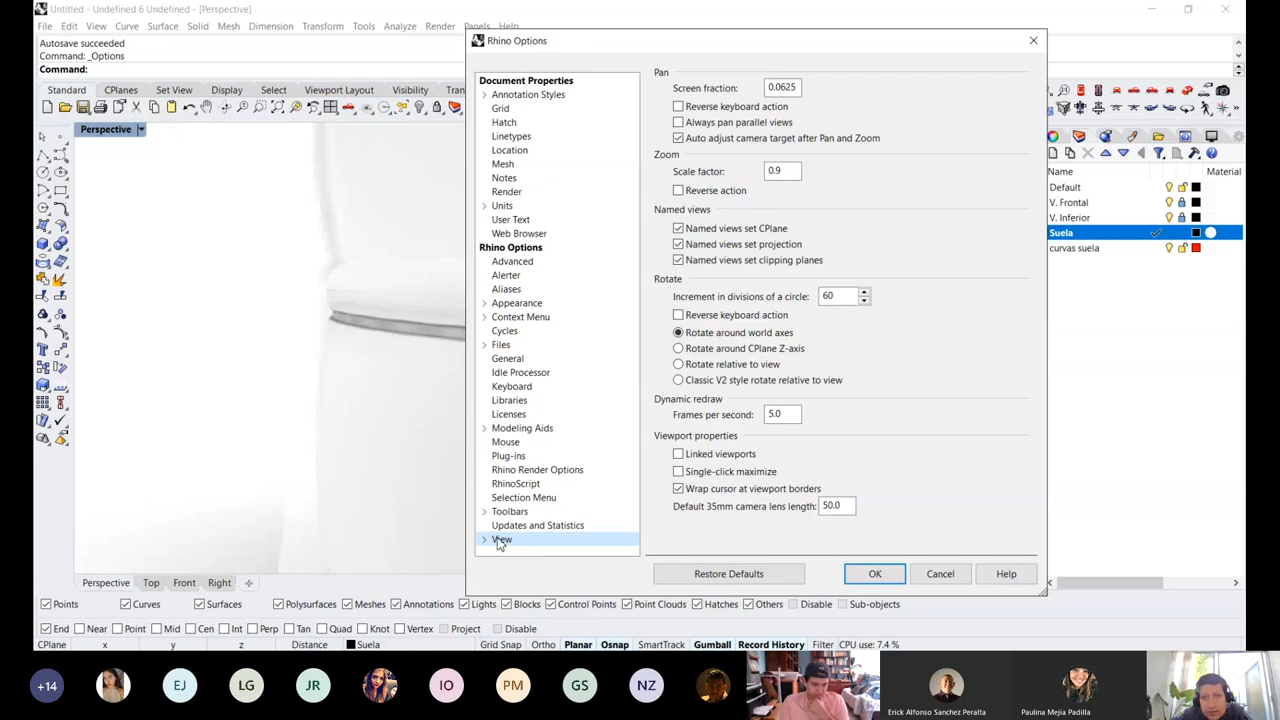 Untitled - Undefined 6 Undefined - [Perspective]
File Edit View Curve Surface Solid Mesh Dimension Transform Tools Analyze Render Panels Help
Autosave succeeded
Command: _Options
Command:
Standard CPlanes Set View Display Select Viewport Layout Visibility Tran
Perspective
Rhino Options
Document Properties
Annotation Styles
Grid
Hatch
Linetypes
Location
Mesh
Notes
Render
Units
User Text
Web Browser
Rhino Options
Advanced
Alerter
Aliases
Appearance
Context Menu
Cycles
Files
General
Idle Processor
Keyboard
Libraries
Licenses
Modeling Aids
Mouse
Plug-ins
Rhino Render Options
RhinoScript
Selection Menu
Toolbars
Updates and Statistics
View
Pan
Screen fraction: 0.0625
Reverse keyboard action
Always pan parallel views
Auto adjust camera target after Pan and Zoom
Zoom
Scale factor: 0.9
Reverse action
Named views
Named views set CPlane
Named views set projection
Named views set clipping planes
Rotate
Increment in divisions of a circle: 60
Reverse keyboard action
Rotate around world axes
Rotate around CPlane Z-axis
Rotate relative to view
Classic V2 style rotate relative to view
Dynamic redraw
Frames per second: 5.0
Viewport properties
Linked viewports
Single-click maximize
Wrap cursor at viewport borders
Default 35mm camera lens length: 50.0
Restore Defaults OK Cancel Help
Name Material
Default
V. Frontal
V. Inferior
Suela
curvas suela
Perspective Top Front Right
Points Curves Surfaces Polysurfaces Meshes Annotations Lights Blocks Control Points Point Clouds Hatches Others Disable Sub-objects
End Near Point Mid Cen Int Perp Tan Quad Knot Vertex Project Disable
CPlane x y z Distance Suela Grid Snap Ortho Planar Osnap SmartTrack Gumball Record History Filter CPU use: 7.4 %
+14 EJ LG JR IO PM GS NZ
Erick Alfonso Sanchez Peralta Paulina Mejia Padilla